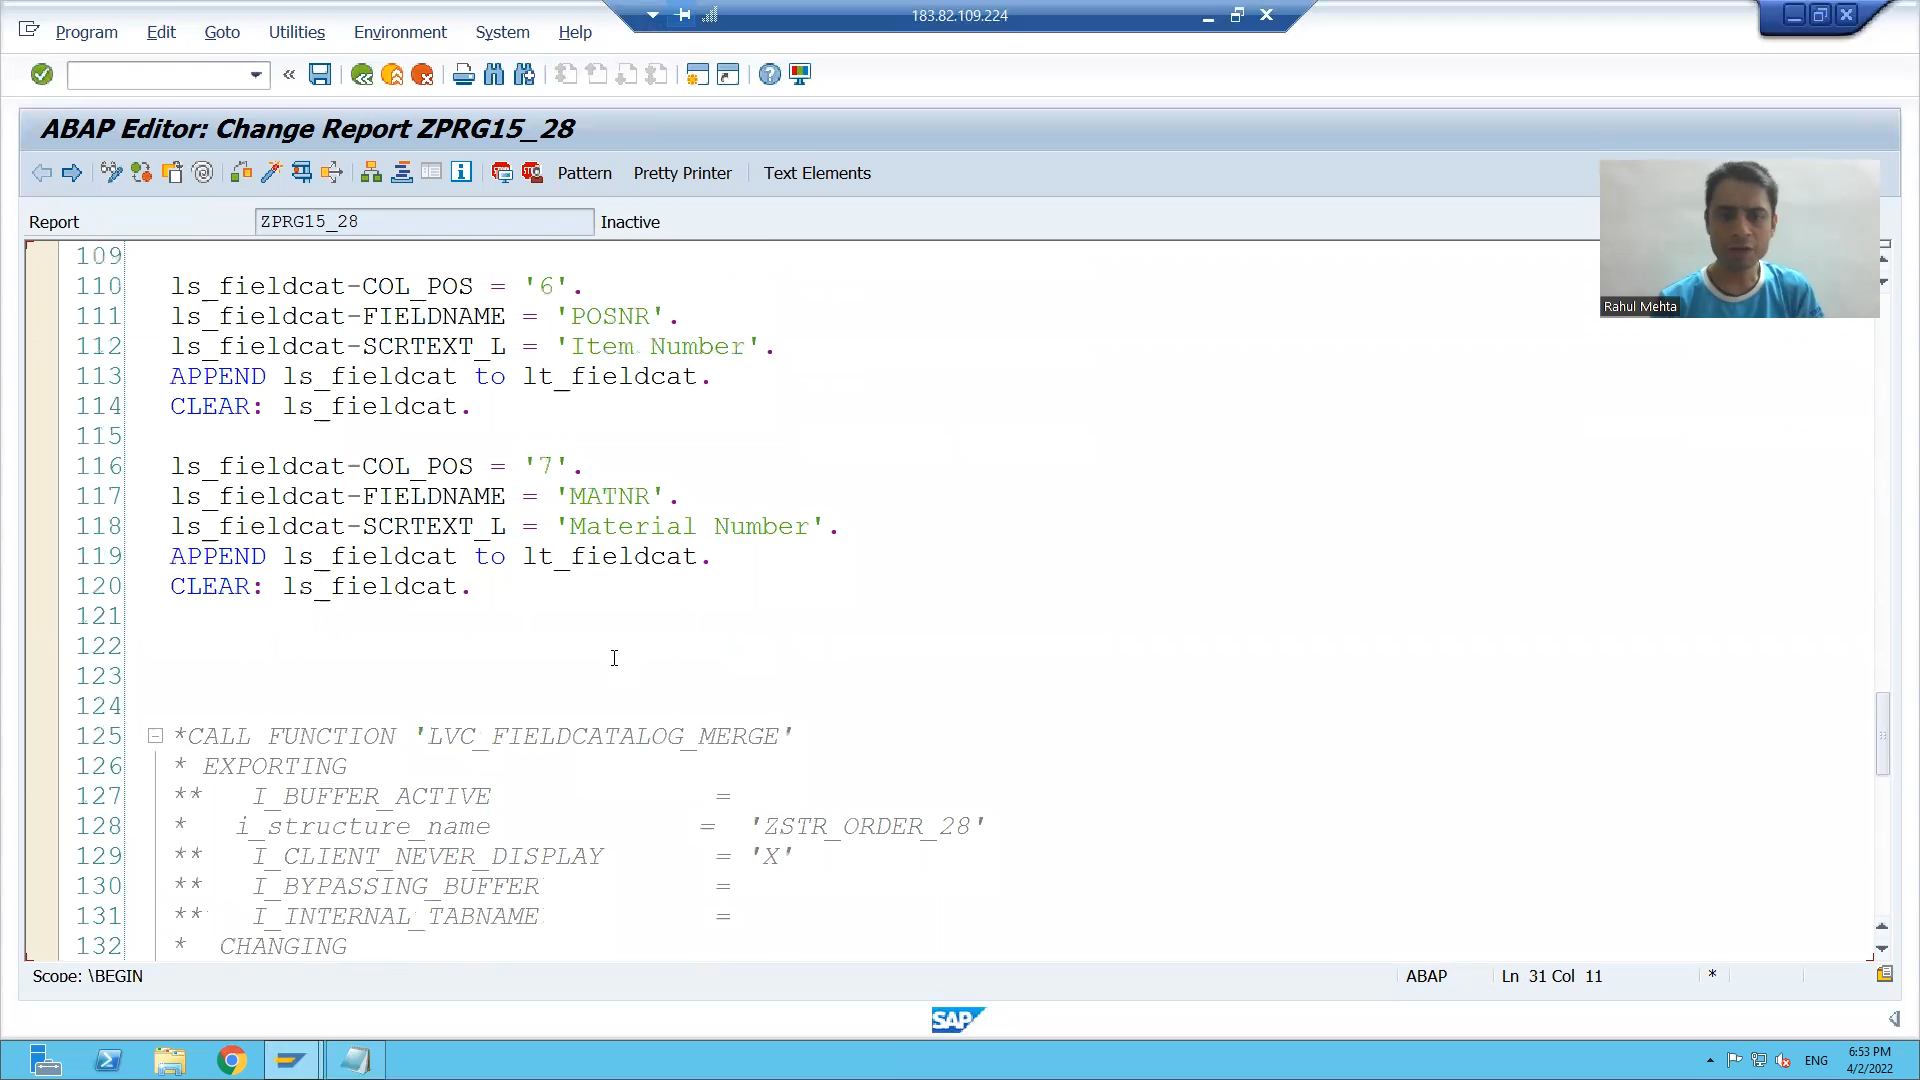 183.82.109.224
Program Edit Goto Utilities Environment System Help
ABAP Editor: Change Report ZPRG15_28
Pattern Pretty Printer Text Elements
Report ZPRG15_28 Inactive
Rahul Mehta
109
110 ls_fieldcat-COL_POS = '6'.
111 ls_fieldcat-FIELDNAME = 'POSNR'.
112 ls_fieldcat-SCRTEXT_L = 'Item Number'.
113 APPEND ls_fieldcat to lt_fieldcat.
114 CLEAR: ls_fieldcat.
115
116 ls_fieldcat-COL_POS = '7'.
117 ls_fieldcat-FIELDNAME = 'MATNR'.
118 ls_fieldcat-SCRTEXT_L = 'Material Number'.
119 APPEND ls_fieldcat to lt_fieldcat.
120 CLEAR: ls_fieldcat.
121
122
123
124
125 *CALL FUNCTION 'LVC_FIELDCATALOG_MERGE'
126 * EXPORTING
127 ** I_BUFFER_ACTIVE =
128 * i_structure_name = 'ZSTR_ORDER_28'
129 ** I_CLIENT_NEVER_DISPLAY = 'X'
130 ** I_BYPASSING_BUFFER =
131 ** I_INTERNAL_TABNAME =
132 * CHANGING
Scope: \BEGIN ABAP Ln 31 Col 11 *
SAP
ENG 6:53 PM
4/2/2022